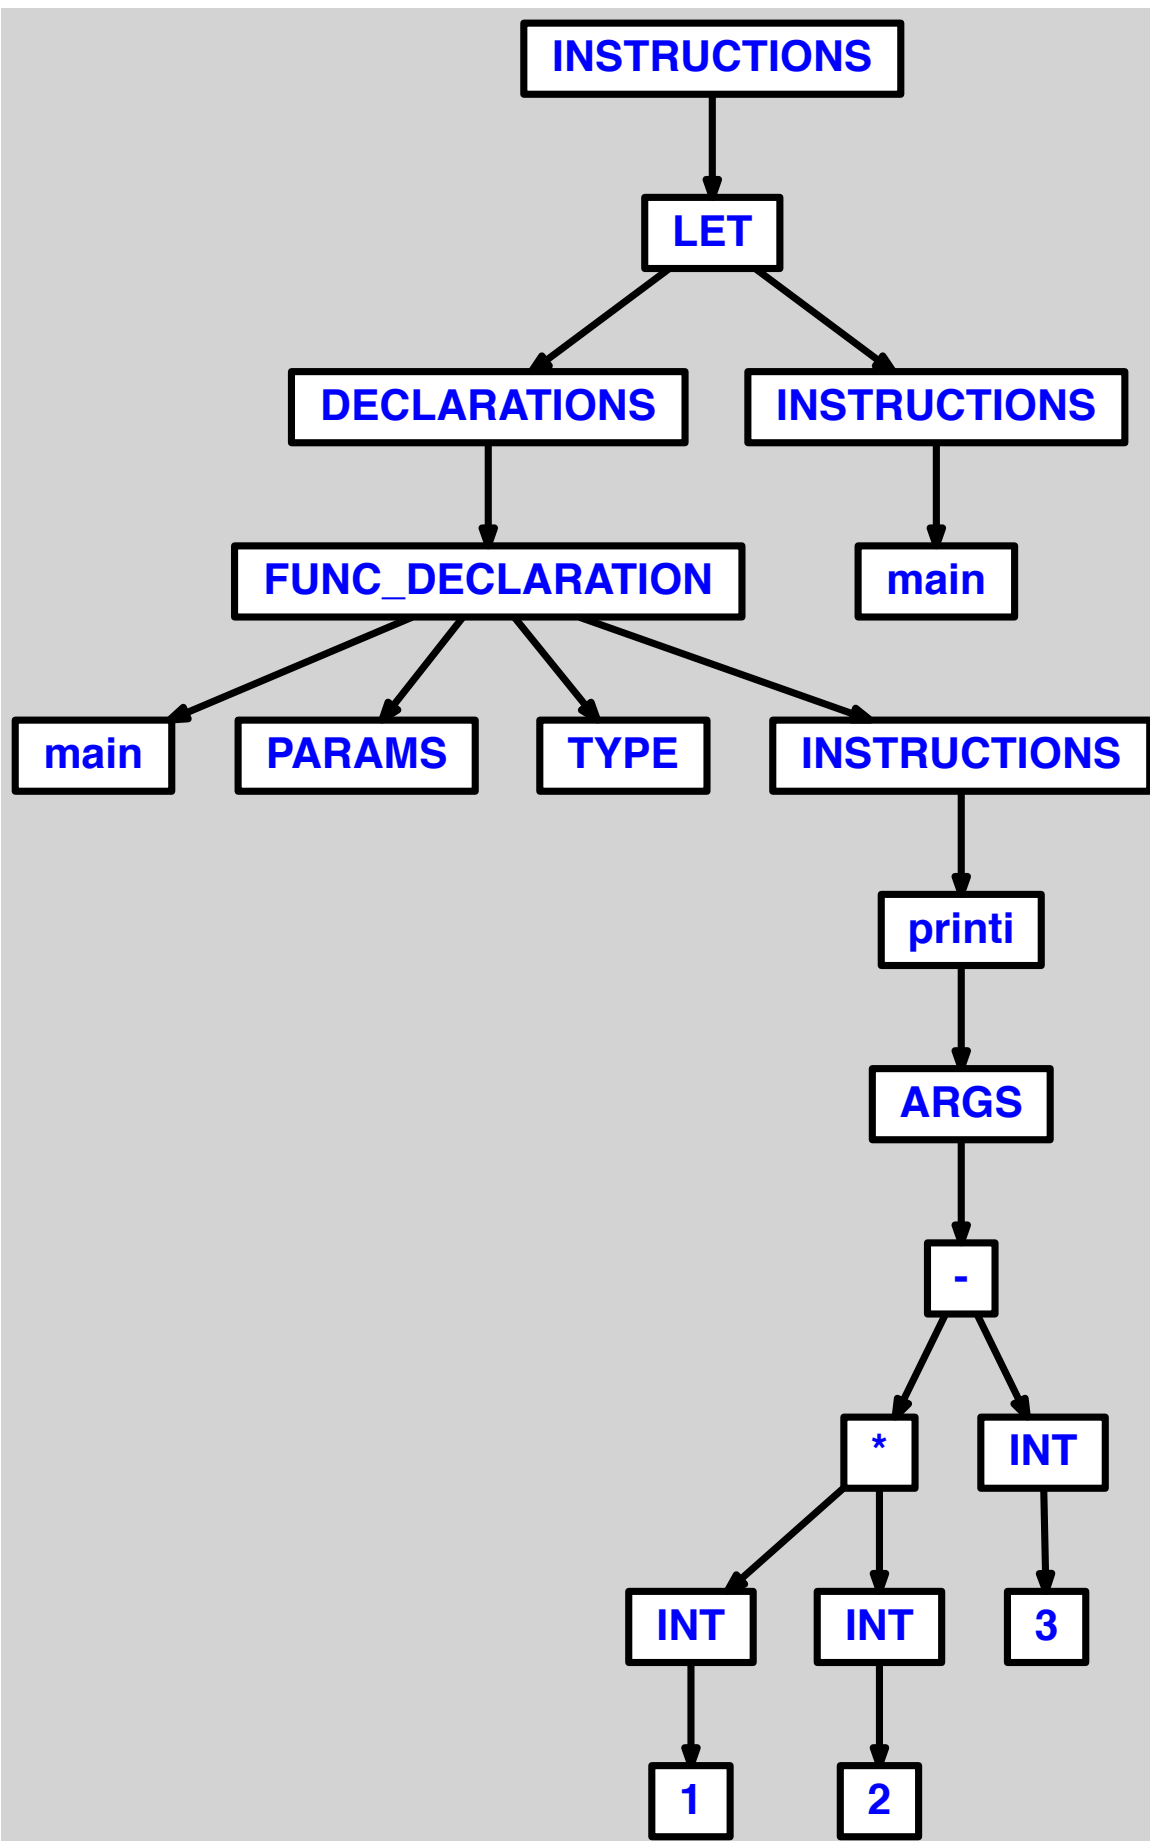 INSTRUCTIONS
LET
DECLARATIONS
INSTRUCTIONS
FUNC_DECLARATION
main
main
PARAMS
TYPE
INSTRUCTIONS
printi
ARGS
-
*
INT
INT
INT
3
1
2